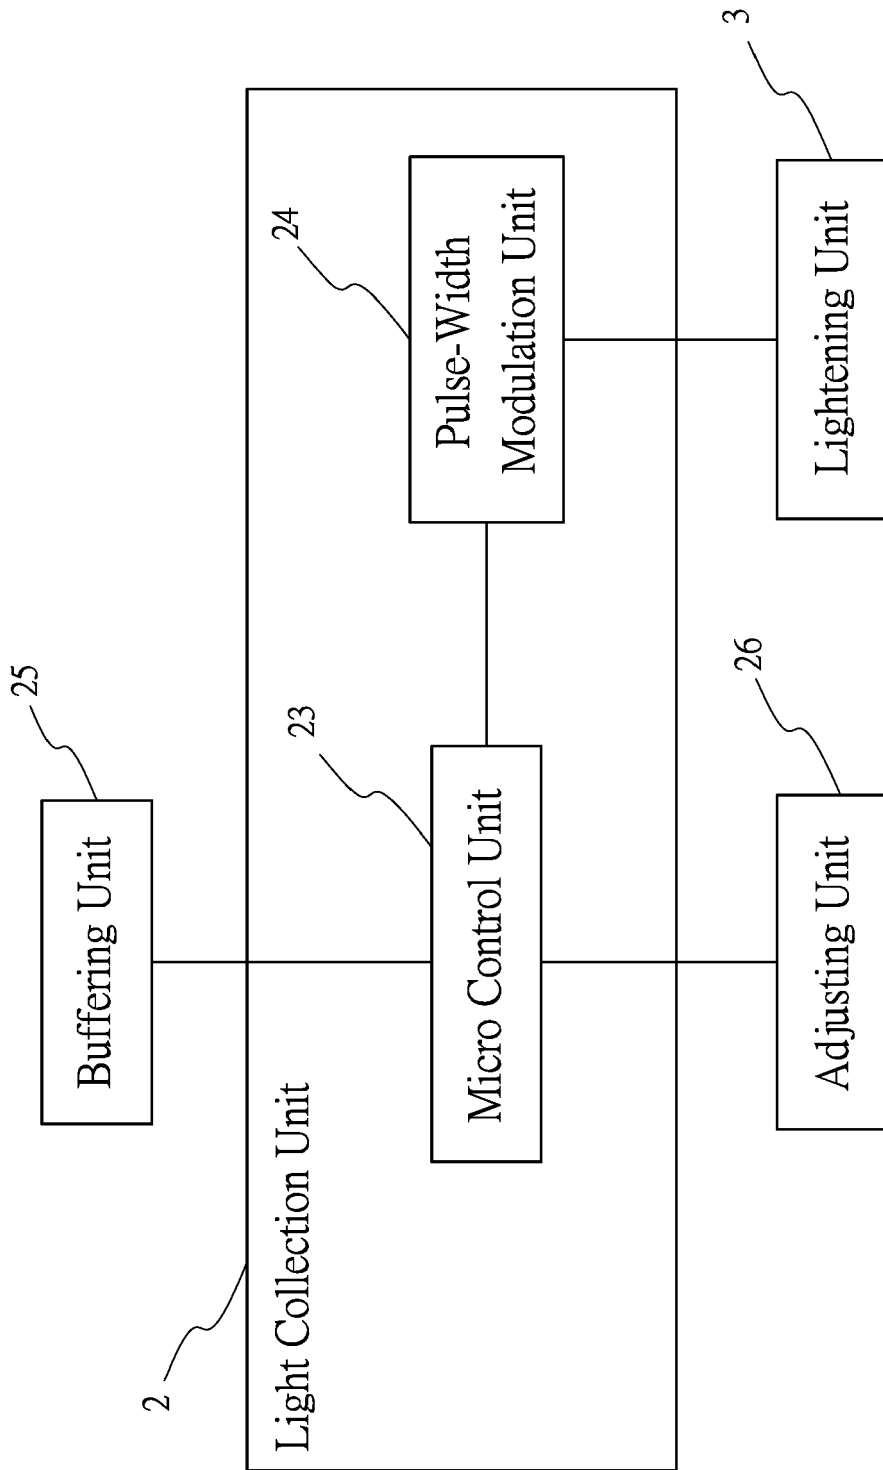 25
Buffering Unit
2
Light Collection Unit
23
Micro Control Unit
24
Pulse-Width
Modulation Unit
26
Adjusting Unit
3
Lightening Unit